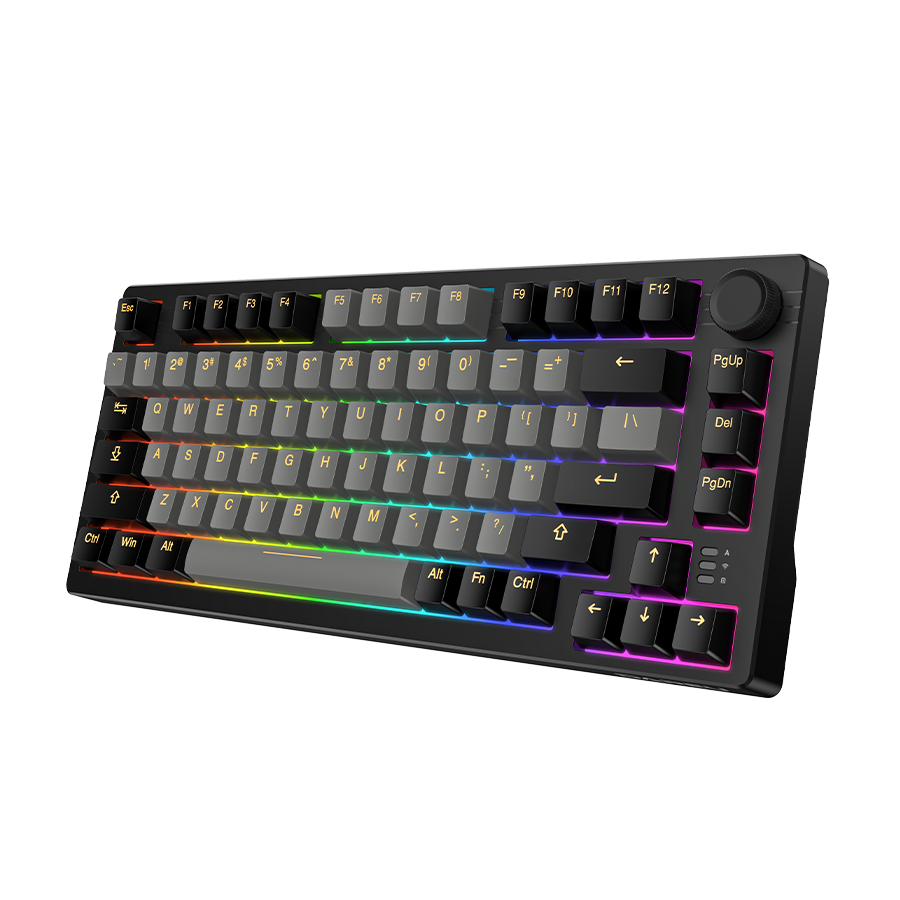 Esc F1 F2 F3 F4 F5 F6 F7 F8 F9 F10 F11 F12
`~ 1! 2@ 3# 4$ 5% 6^ 7& 8* 9( 0) -_ =+ ← PgUp
↹ Q W E R T Y U I O P [{ ]} |\ Del
A S D F G H J K L ;: ", ↵ PgDn
⇧ Z X C V B N M <, >. ?/ ⇧ ↑ A
Ctrl Win Alt Alt Fn Ctrl ← ↓ →